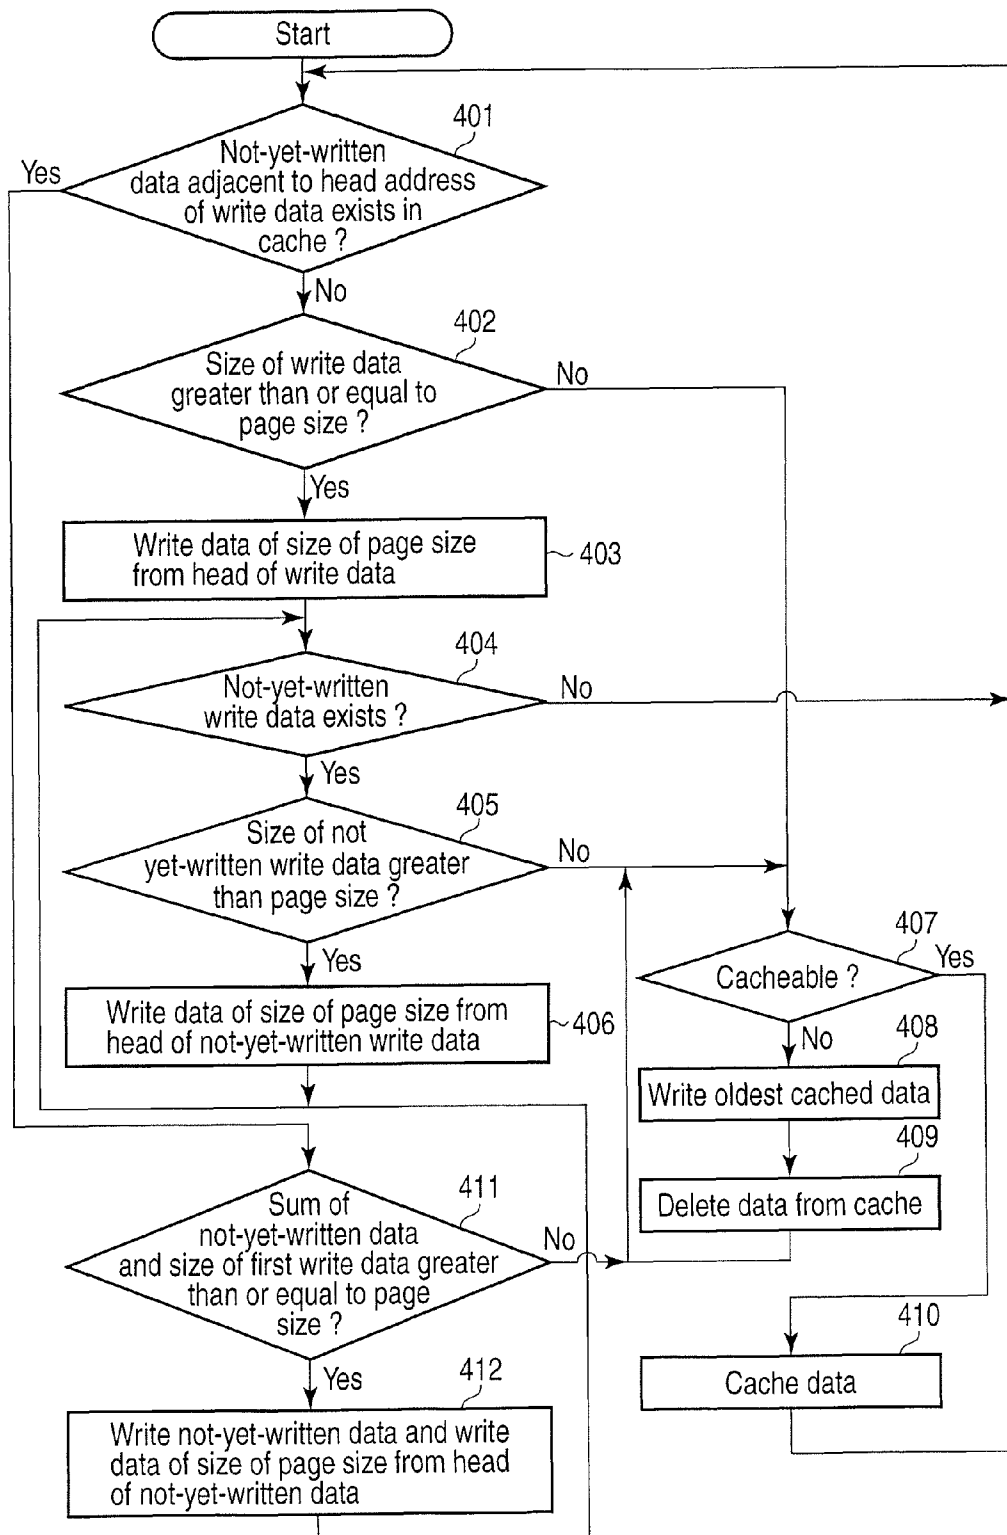 Start
401
Yes
Not-yet-written
data adjacent to head address
of write data exists in
cache ?
No
402
Size of write data
greater than or equal to
page size ?
No
Yes
Write data of size of page size
from head of write data
403
404
Not-yet-written
write data exists ?
No
Yes
405
Size of not
yet-written write data greater
than page size ?
No
Yes
407
Cacheable ?
Yes
No
Write data of size of page size from
head of not-yet-written write data
406
408
Write oldest cached data
409
Delete data from cache
411
Sum of
not-yet-written data
and size of first write data greater
than or equal to page
size ?
No
Yes
410
Cache data
412
Write not-yet-written data and write
data of size of page size from head
of not-yet-written data